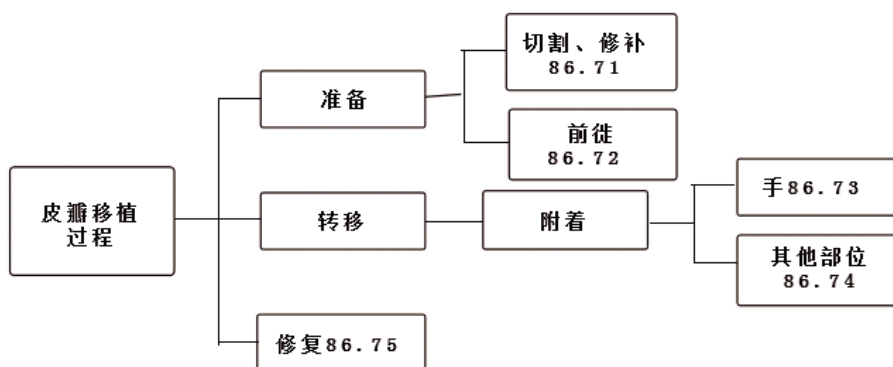 切割、修补
86.71
准备
前徙
86.72
手86.73
皮瓣移植
过程
转移
附着
其他部位
86.74
修复86.75